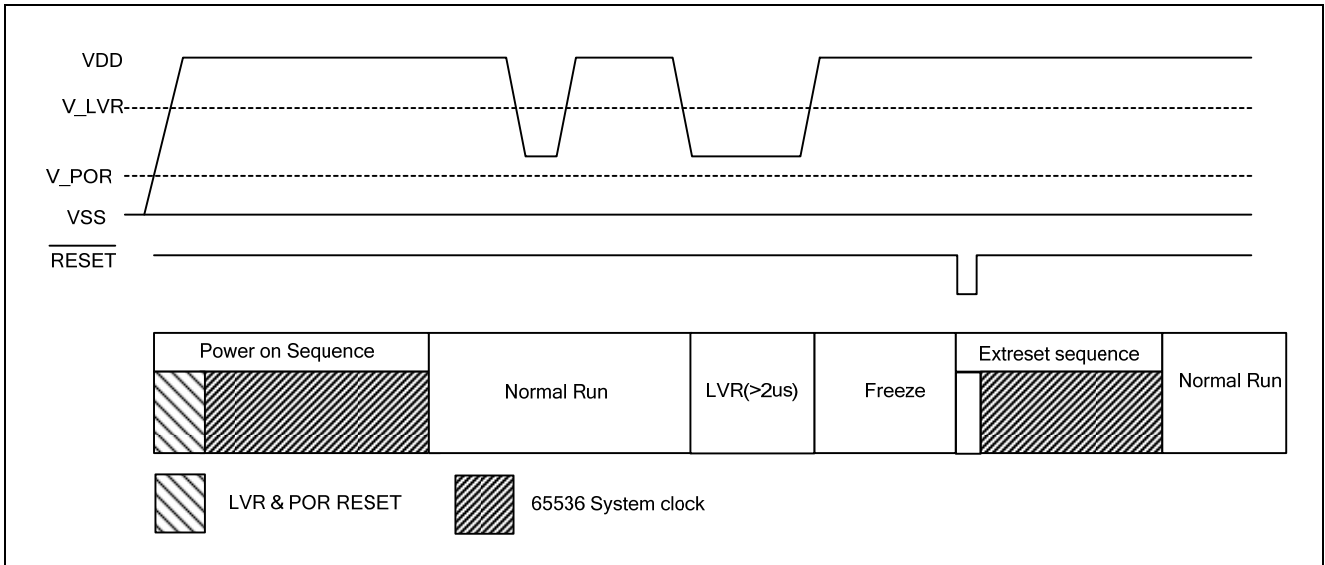 VDD
V_LVR
V_POR
VSS
RESET
Power on Sequence
Normal Run
LVR(>2us)
Freeze
Extreset sequence
Normal Run
LVR & POR RESET
65536 System clock